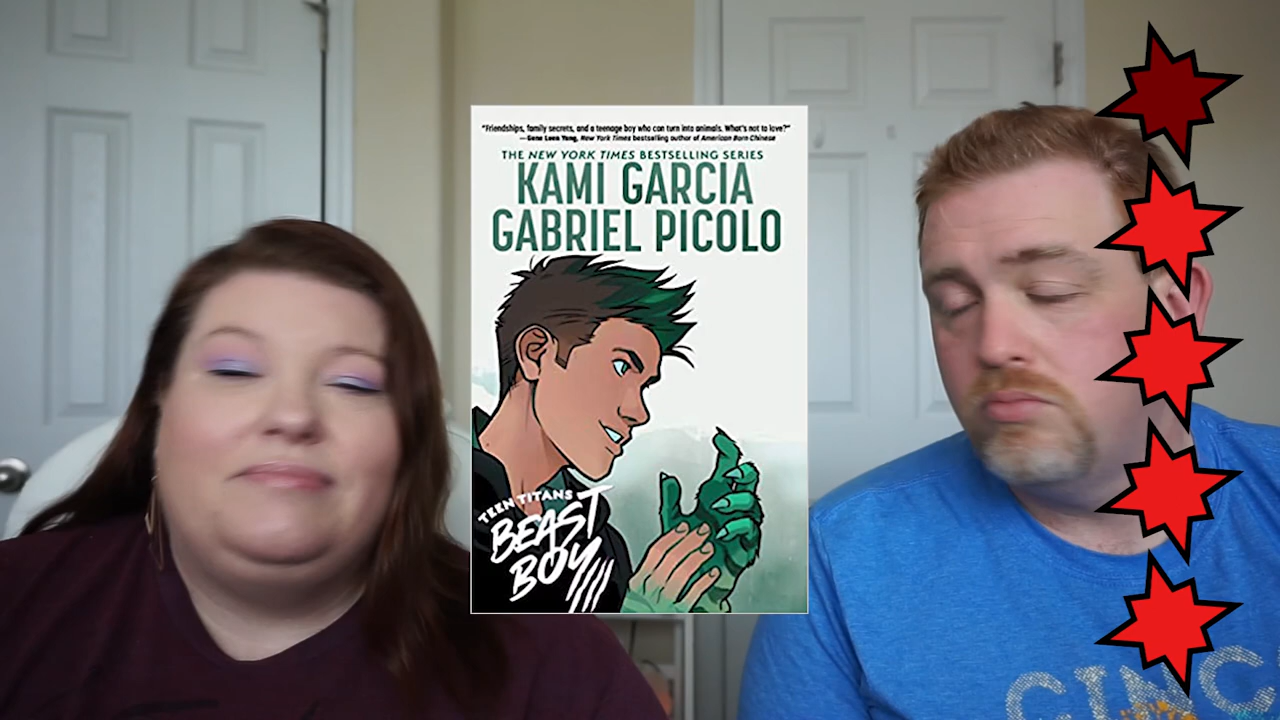 "Friendships, family secrets, and a teenage boy who can turn into animals. What's not to love?"
—Gene Luen Yang, New York Times bestselling author of American Born Chinese
THE NEW YORK TIMES BESTSELLING SERIES
KAMI GARCIA
GABRIEL PICOLO
TEEN TITANS
BEAST
BOY
CINC